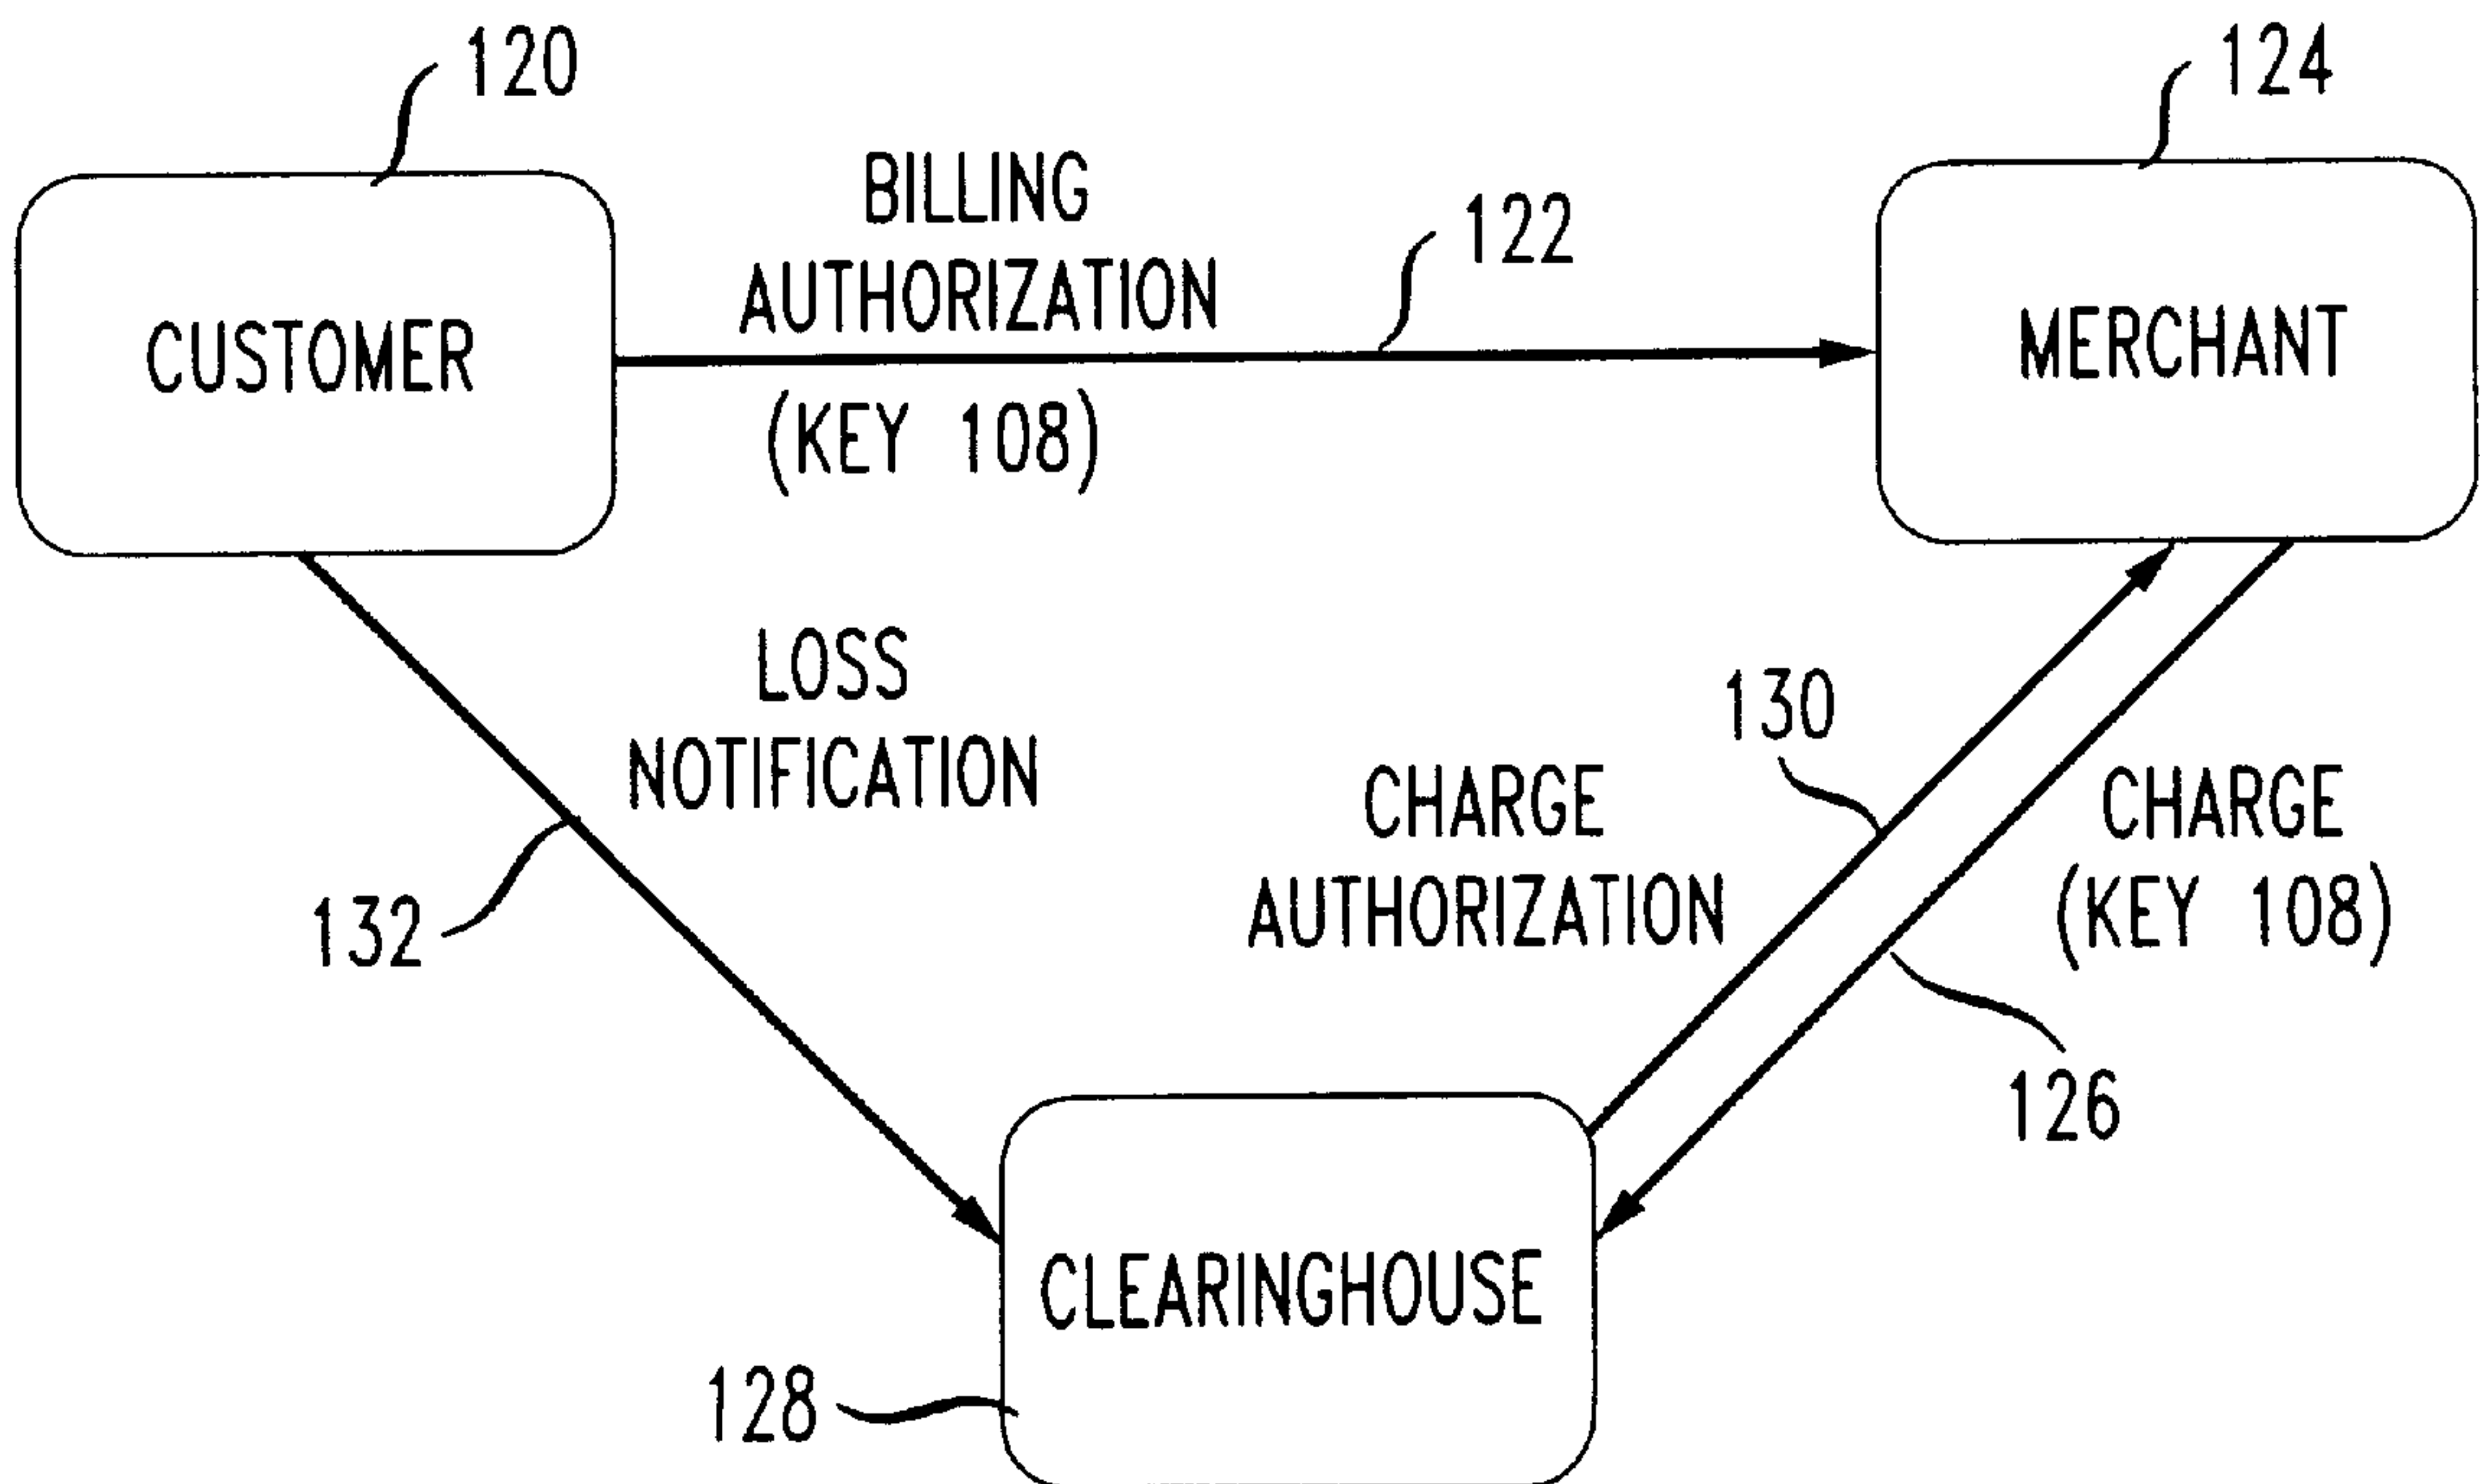 120
124
BILLING
AUTHORIZATION
122
CUSTOMER
MERCHANT
(KEY 108)
LOSS
NOTIFICATION
130
CHARGE
AUTHORIZATION
CHARGE
(KEY 108)
132
126
CLEARINGHOUSE
128